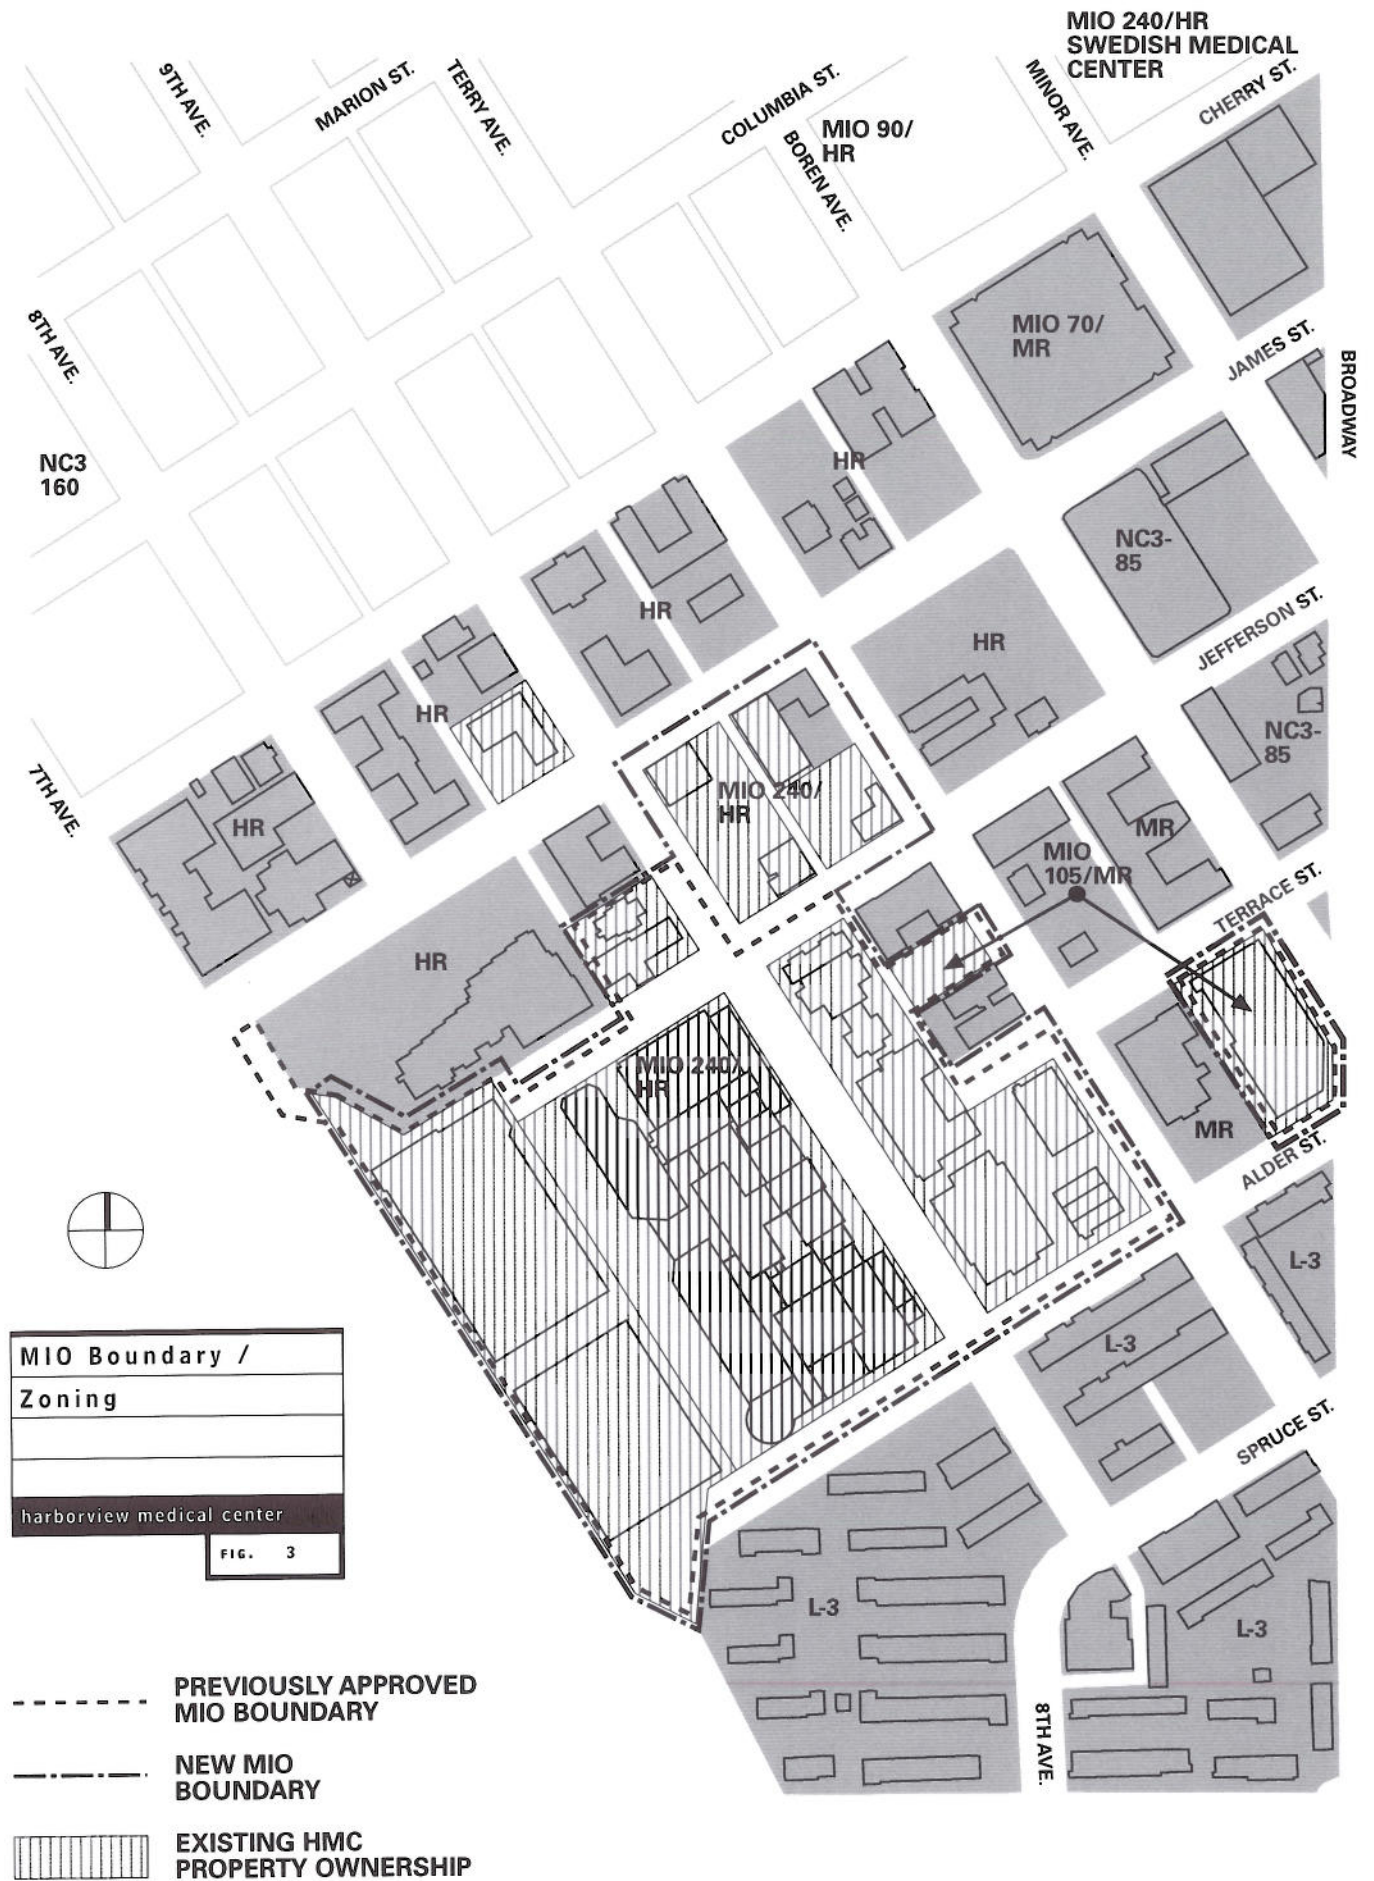 MIO 240/HR
SWEDISH MEDICAL
CENTER
9TH AVE.
MARION ST.
TERRY AVE.
COLUMBIA ST.
MIO 90/
HR
BOREN AVE.
MINOR AVE.
CHERRY ST.
8TH AVE.
MIO 70/
MR
JAMES ST.
BROADWAY
NC3
160
HR
NC3-
85
HR
HR
JEFFERSON ST.
HR
NC3-
85
7TH AVE.
HR
MIO 240/
HR
MR
MIO
105/MR
TERRACE ST.
HR
MIO 240/
HR
MR
ALDER ST.
L-3
L-3
SPRUCE ST.
MIO Boundary /
Zoning
harborview medical center
FIG. 3
L-3
L-3
8TH AVE.
PREVIOUSLY APPROVED
MIO BOUNDARY
NEW MIO
BOUNDARY
EXISTING HMC
PROPERTY OWNERSHIP